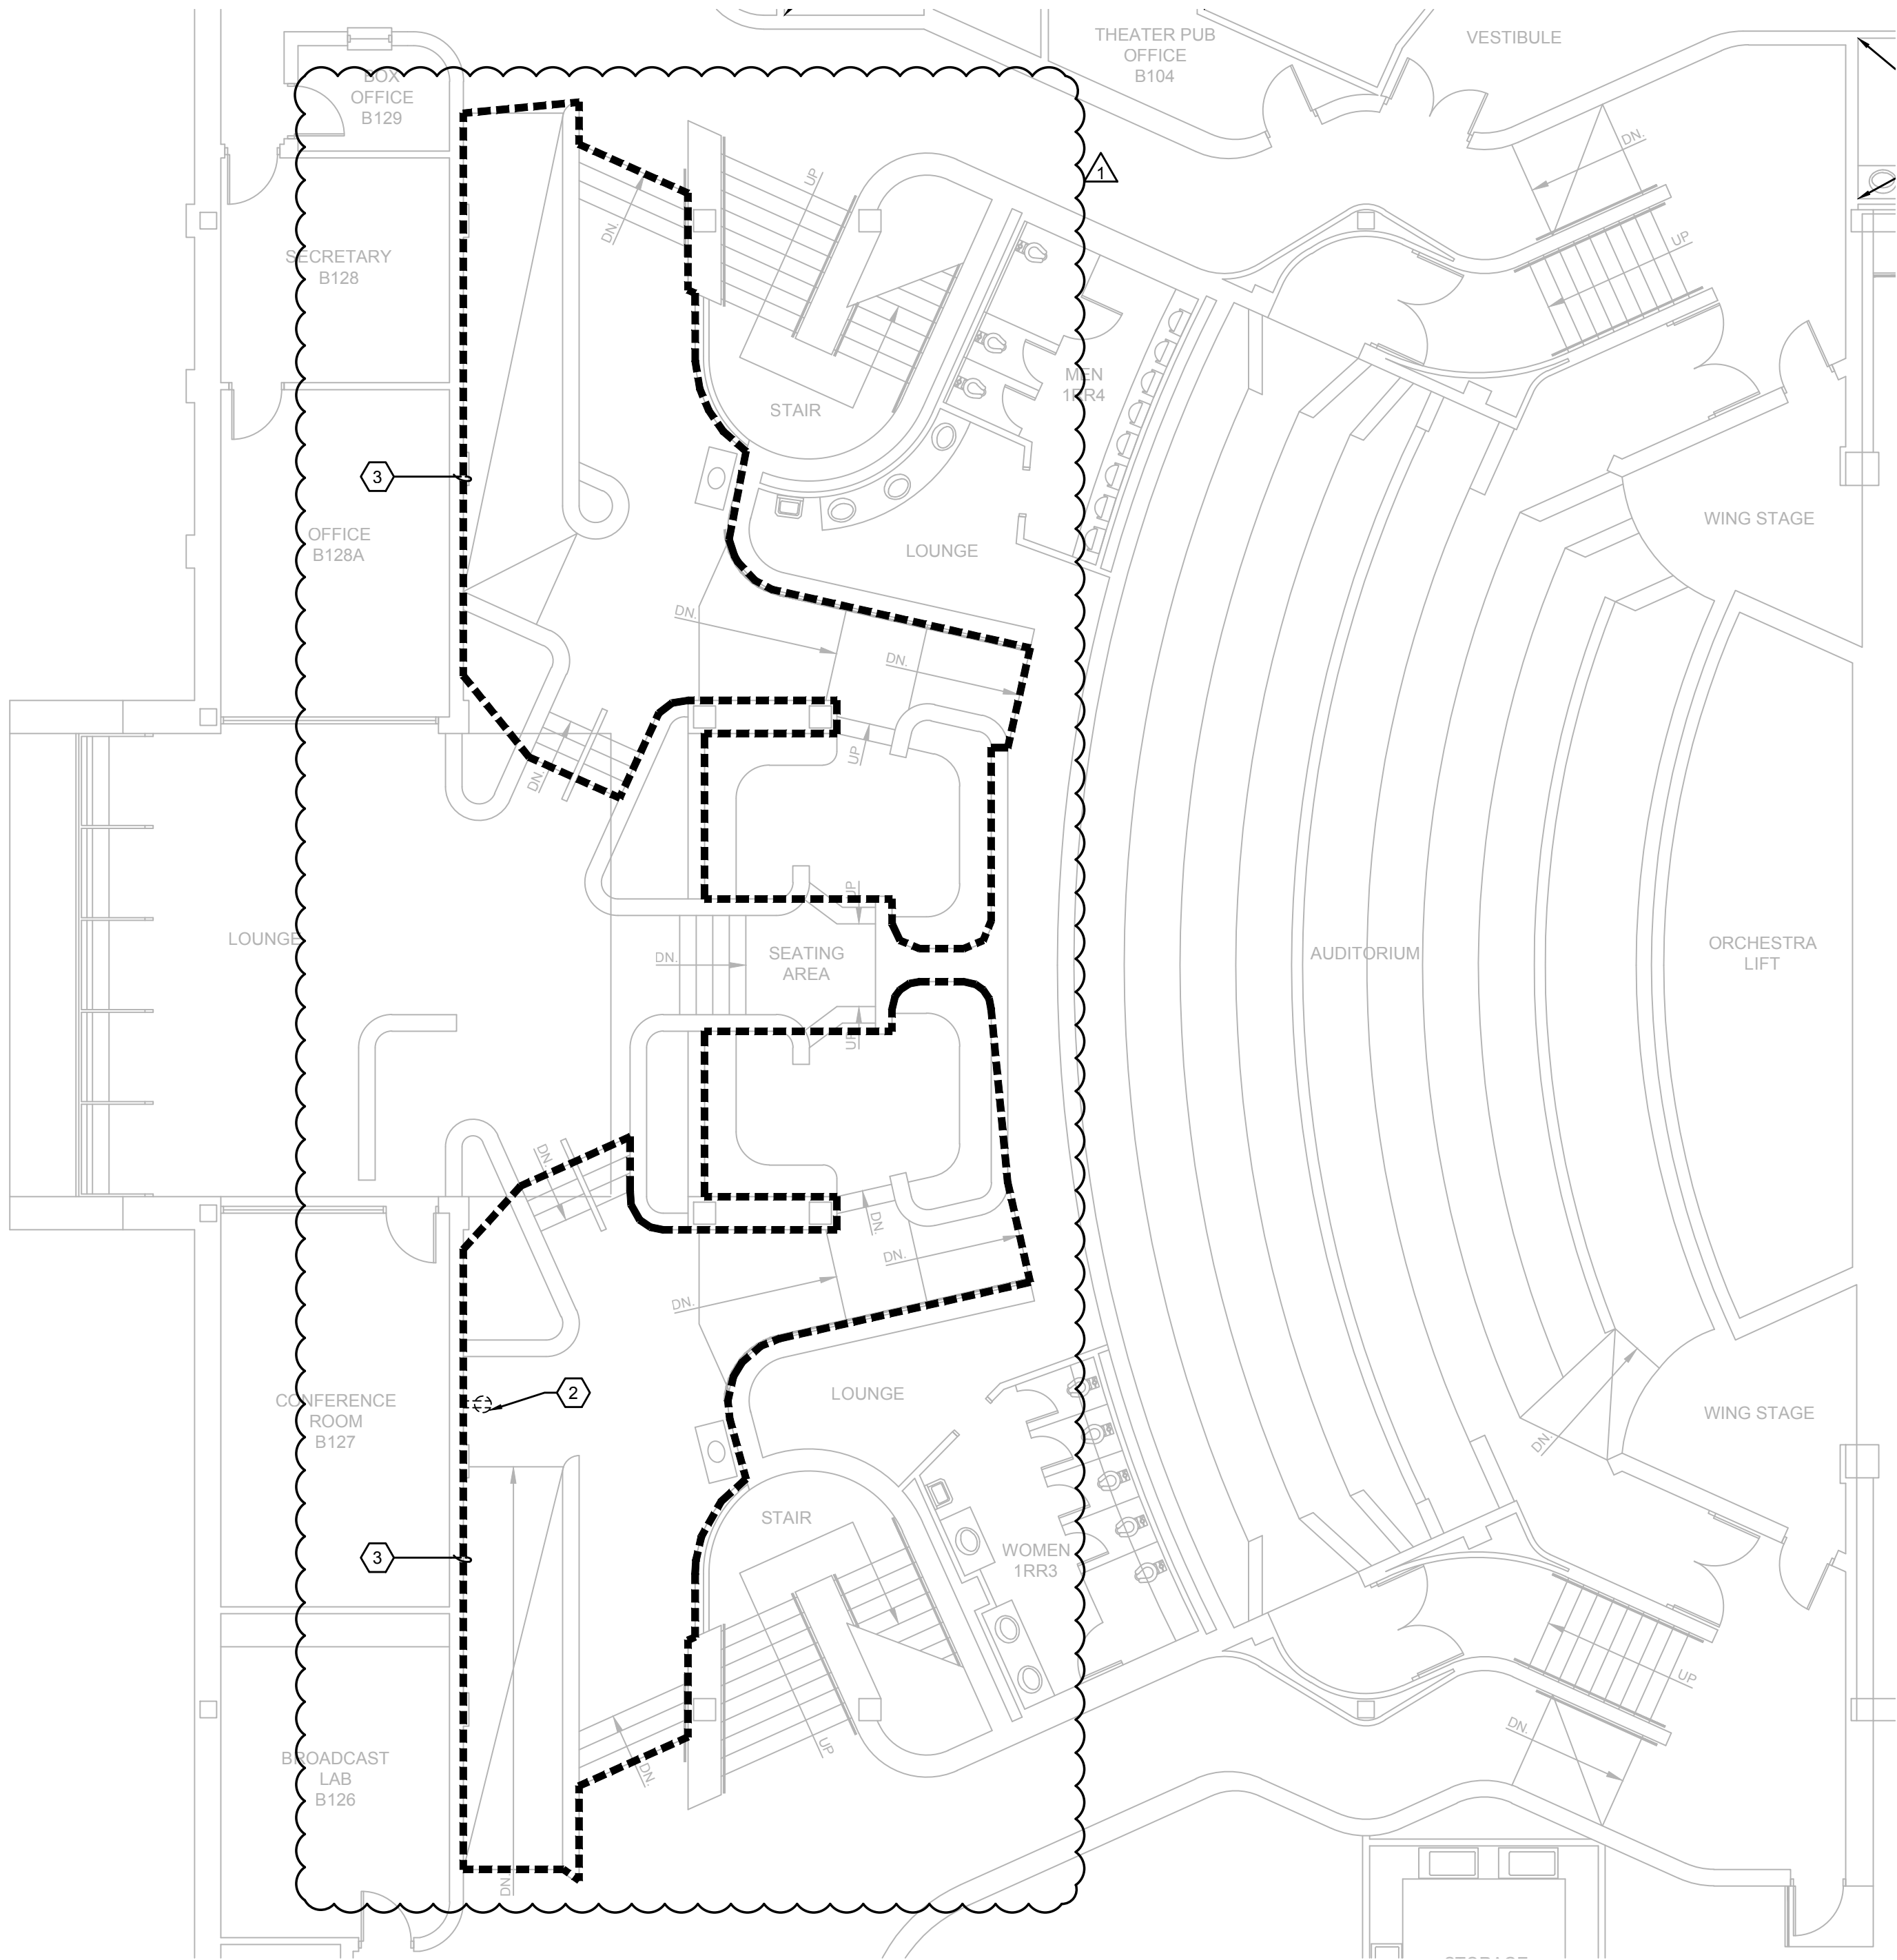 THEATER PUB
OFFICE
B104
VESTIBULE
BOX
OFFICE
B129
DN.
1
UP
SECRETARY
B128
DN.
UP
MEN
1RR4
STAIR
3
OFFICE
B128A
LOUNGE
WING STAGE
DN.
DN.
UP
DN.
UP
LOUNGE
SEATING
AREA
AUDITORIUM
ORCHESTRA
LIFT
DN.
UP
DN.
DN.
DN.
DN.
CONFERENCE
ROOM
B127
2
LOUNGE
WING STAGE
DN.
STAIR
3
WOMEN
1RR3
UP
BROADCAST
LAB
B126
UP
DN.
DN.
DN